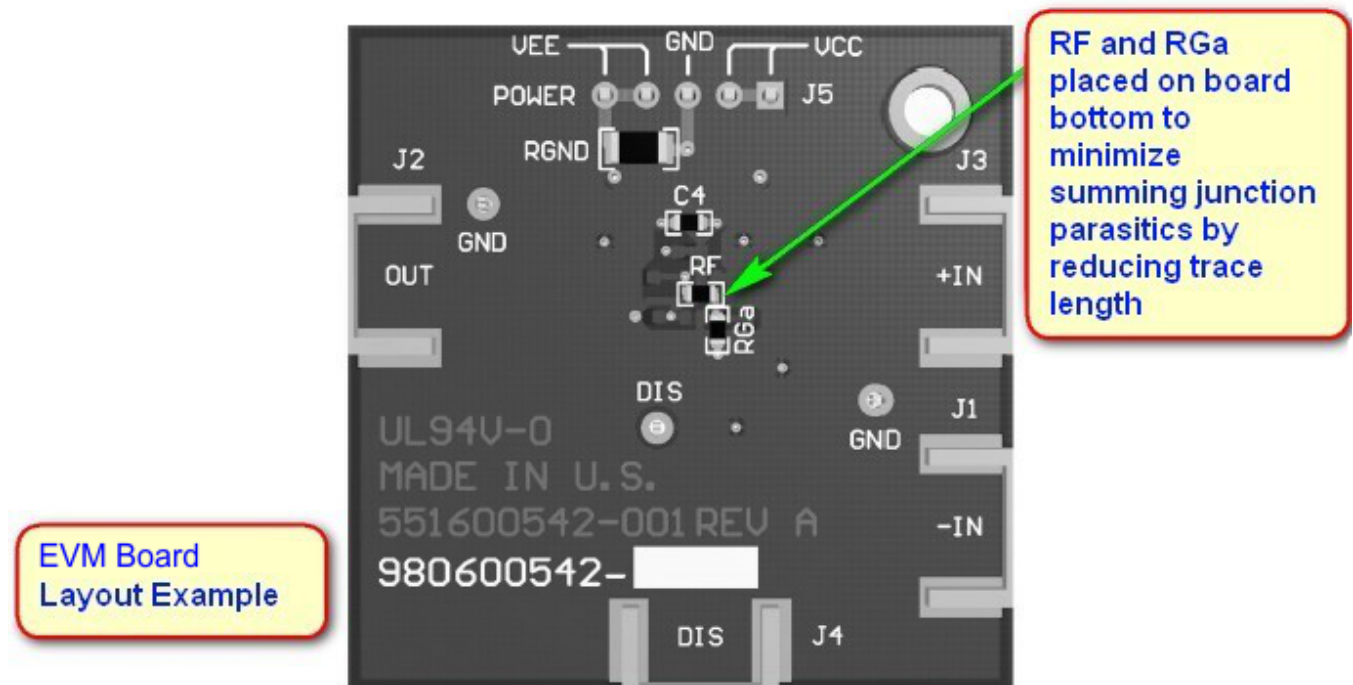 VEE GND VCC
POWER J5
RGND
J2
GND
OUT
C4
RF
RGa
J3
+IN
DIS
GND
J1
-IN
UL94V-0
MADE IN U.S.
551600542-001 REV A
980600542-
DIS J4
RF and RGa
placed on board
bottom to
minimize
summing junction
parasitics by
reducing trace
length
EVM Board
Layout Example